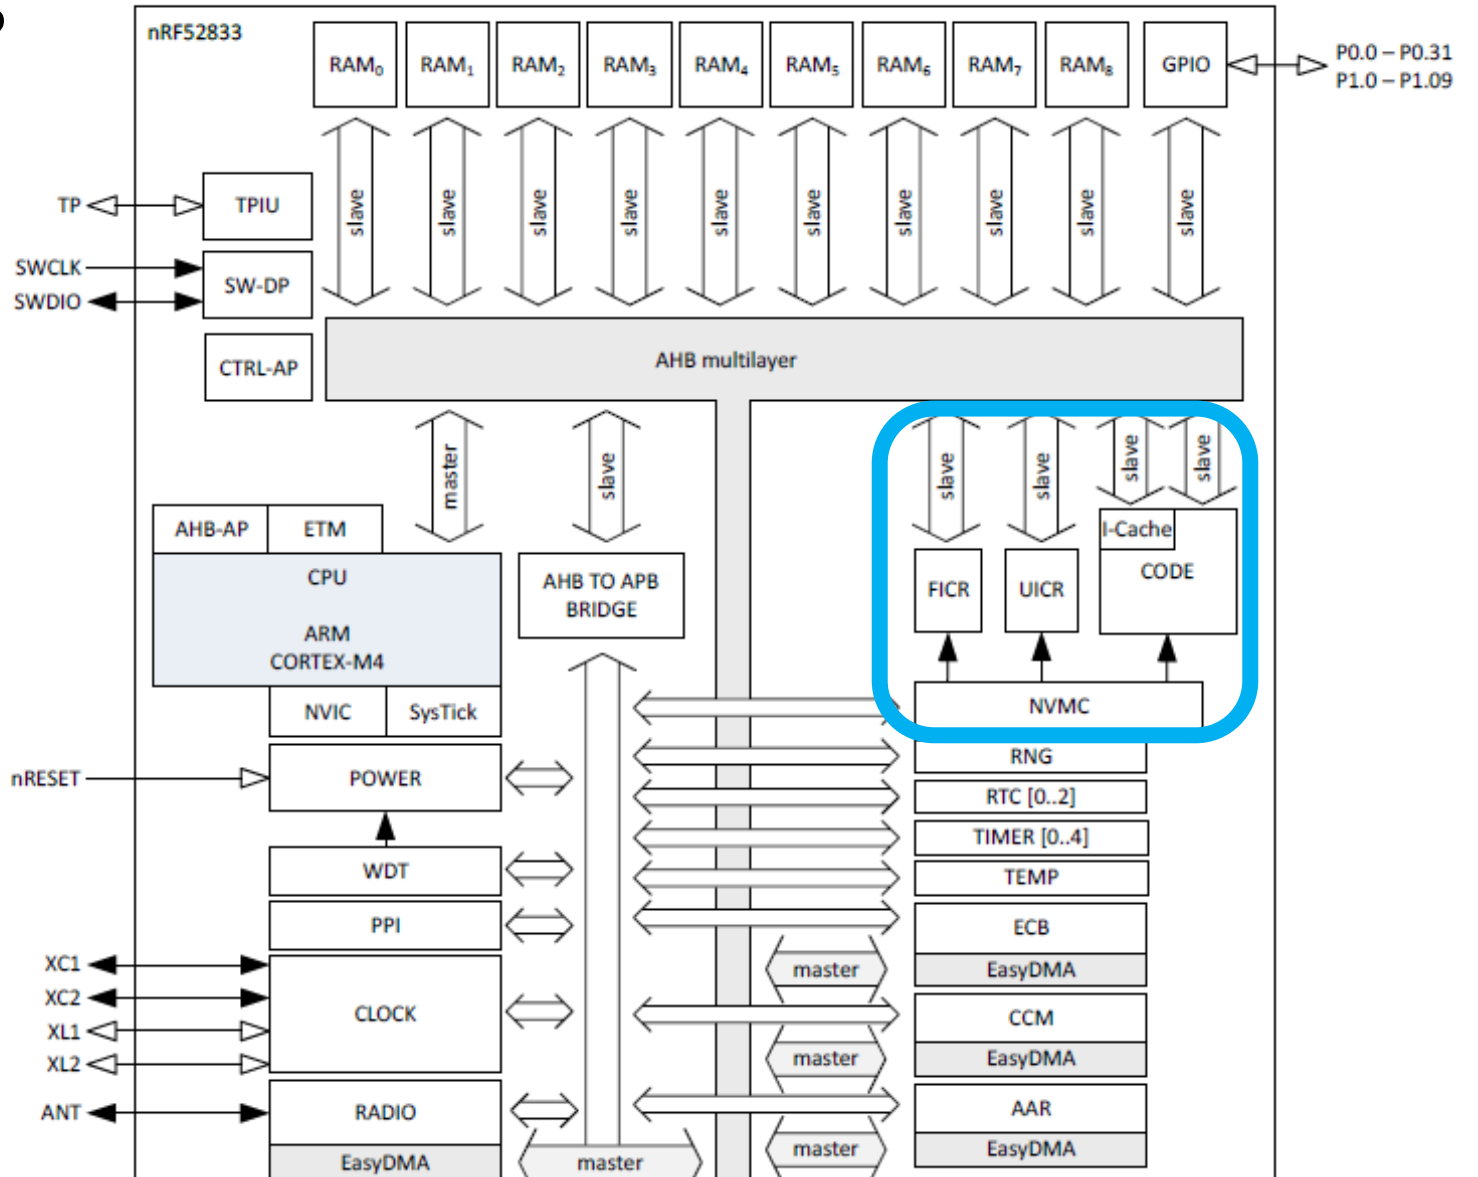 nRF52833
RAM₀ RAM₁ RAM₂ RAM₃ RAM₄ RAM₅ RAM₆ RAM₇ RAM₈ GPIO
P0.0 – P0.31
P1.0 – P1.09
slave slave slave slave slave slave slave slave slave slave
TP
TPIU
SWCLK
SWDIO
SW-DP
CTRL-AP
AHB multilayer
master
slave
slave
slave
slave
slave
AHB-AP
ETM
CPU
ARM
CORTEX-M4
NVIC
SysTick
AHB TO APB
BRIDGE
FICR
UICR
I-Cache
CODE
NVMC
nRESET
POWER
RNG
RTC [0..2]
TIMER [0..4]
WDT
TEMP
PPI
ECB
master
EasyDMA
XC1
XC2
XL1
XL2
CLOCK
CCM
master
EasyDMA
ANT
RADIO
EasyDMA
master
AAR
master
EasyDMA